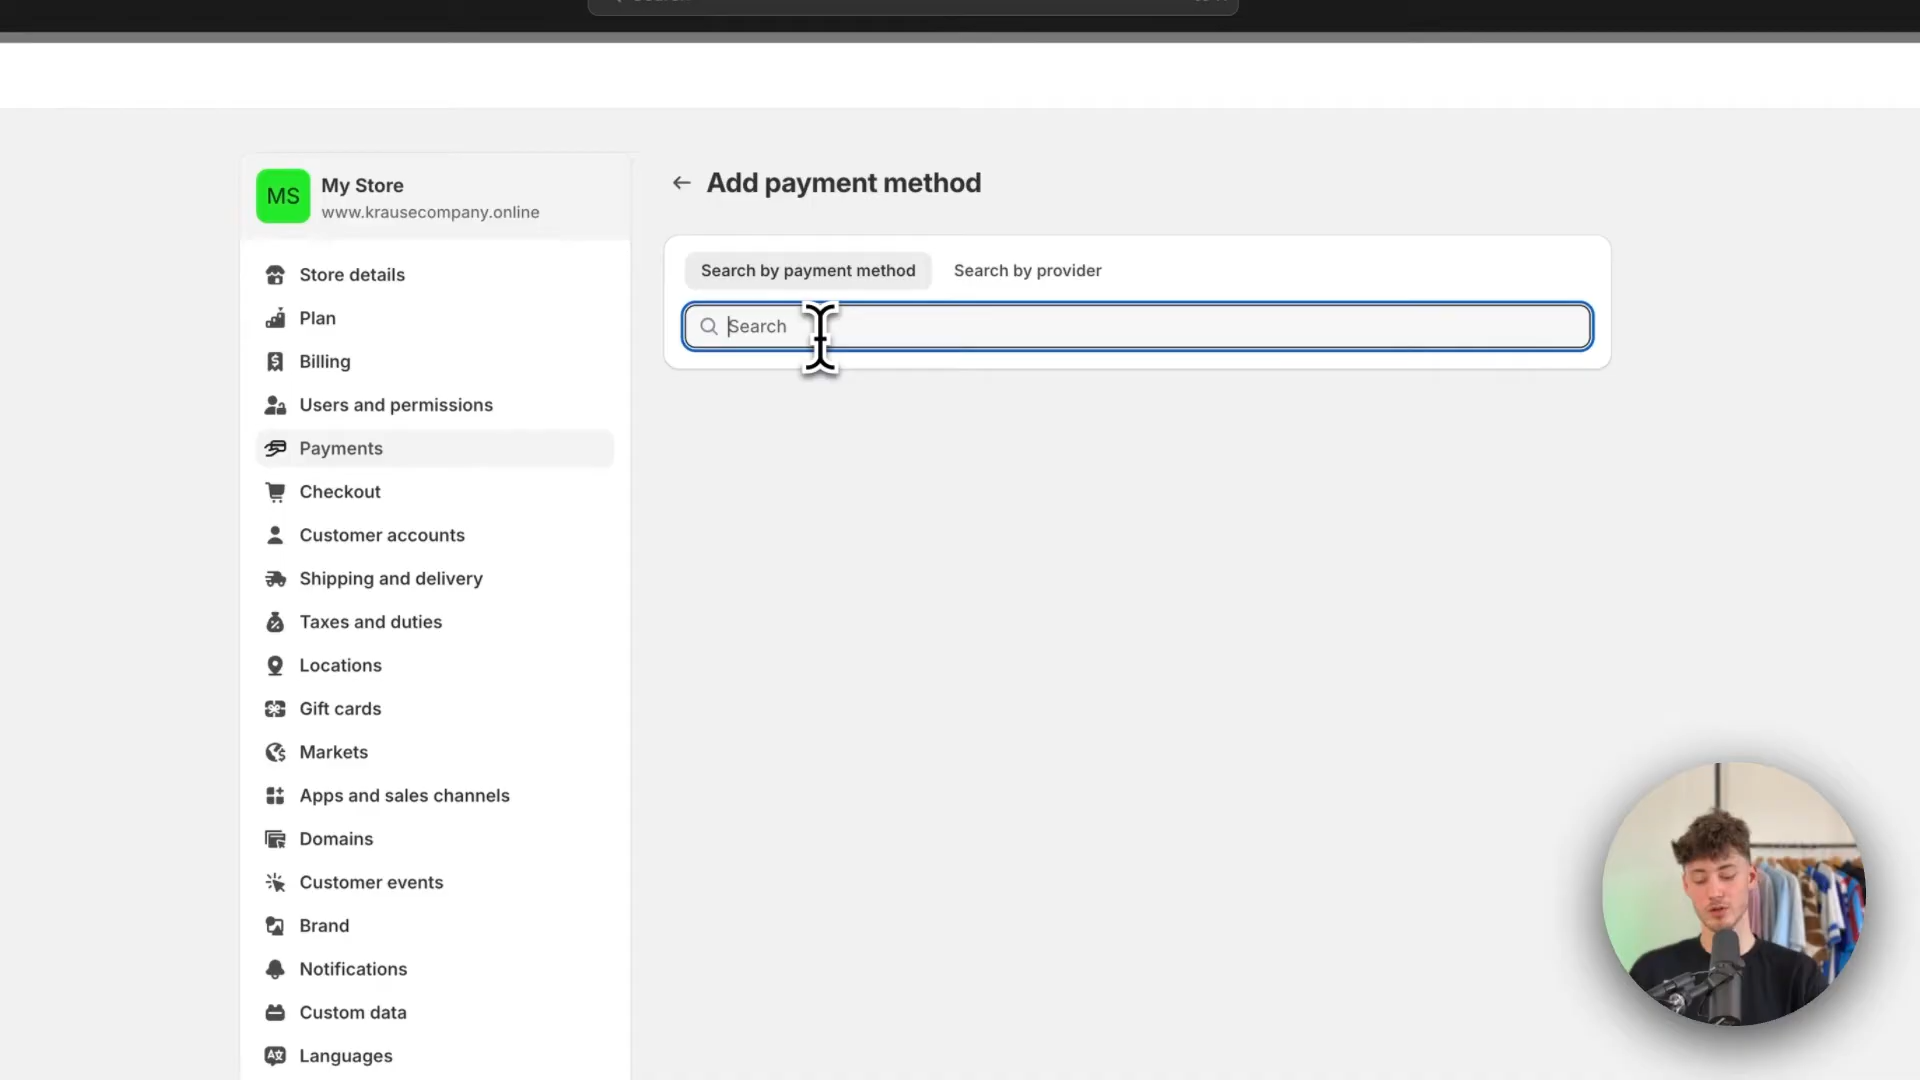 MS
My Store
www.krausecompany.online
Store details
Plan
Billing
Users and permissions
Payments
Checkout
Customer accounts
Shipping and delivery
Taxes and duties
Locations
Gift cards
Markets
Apps and sales channels
Domains
Customer events
Brand
Notifications
Custom data
Languages
Add payment method
Search by payment method Search by provider
Search